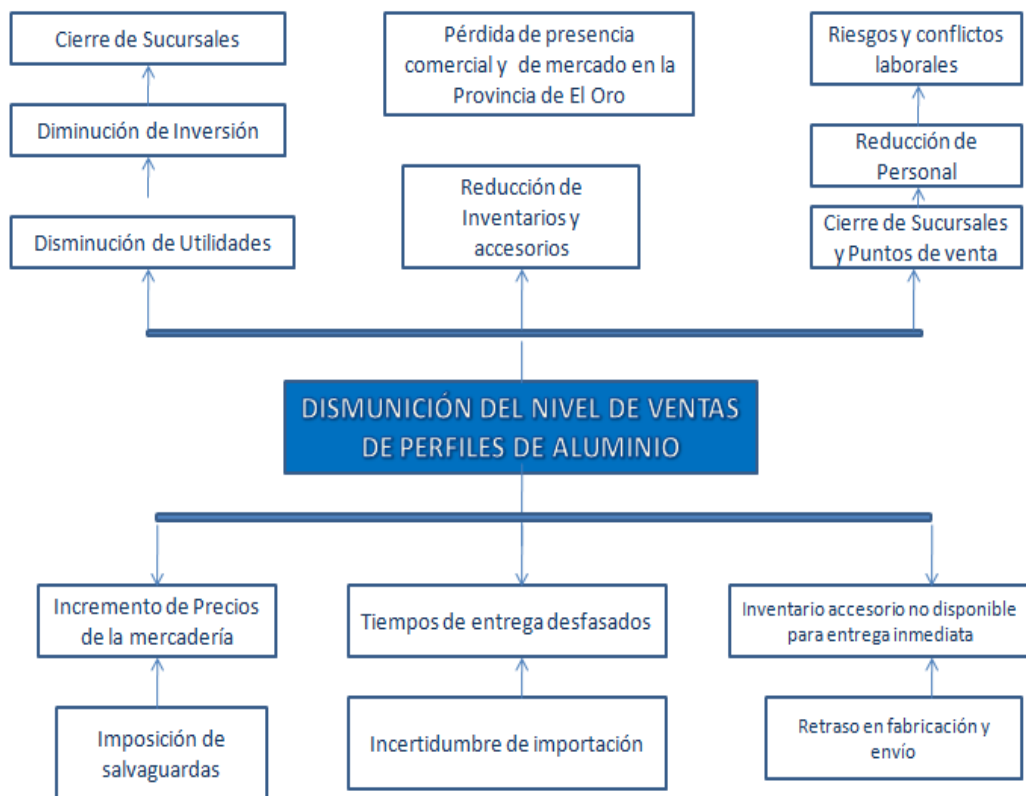 Cierre de Sucursales
Pérdida de presencia
comercial y de mercado en la
Provincia de El Oro
Riesgos y conflictos
laborales
Diminución de Inversión
Reducción de
Personal
Reducción de
Inventarios y
accesorios
Disminución de Utilidades
Cierre de Sucursales
y Puntos de venta
DISMUNICIÓN DEL NIVEL DE VENTAS
DE PERFILES DE ALUMINIO
Incremento de Precios
de la mercadería
Tiempos de entrega desfasados
Inventario accesorio no disponible
para entrega inmediata
Imposición de
salvaguardas
Incertidumbre de importación
Retraso en fabricación y
envío